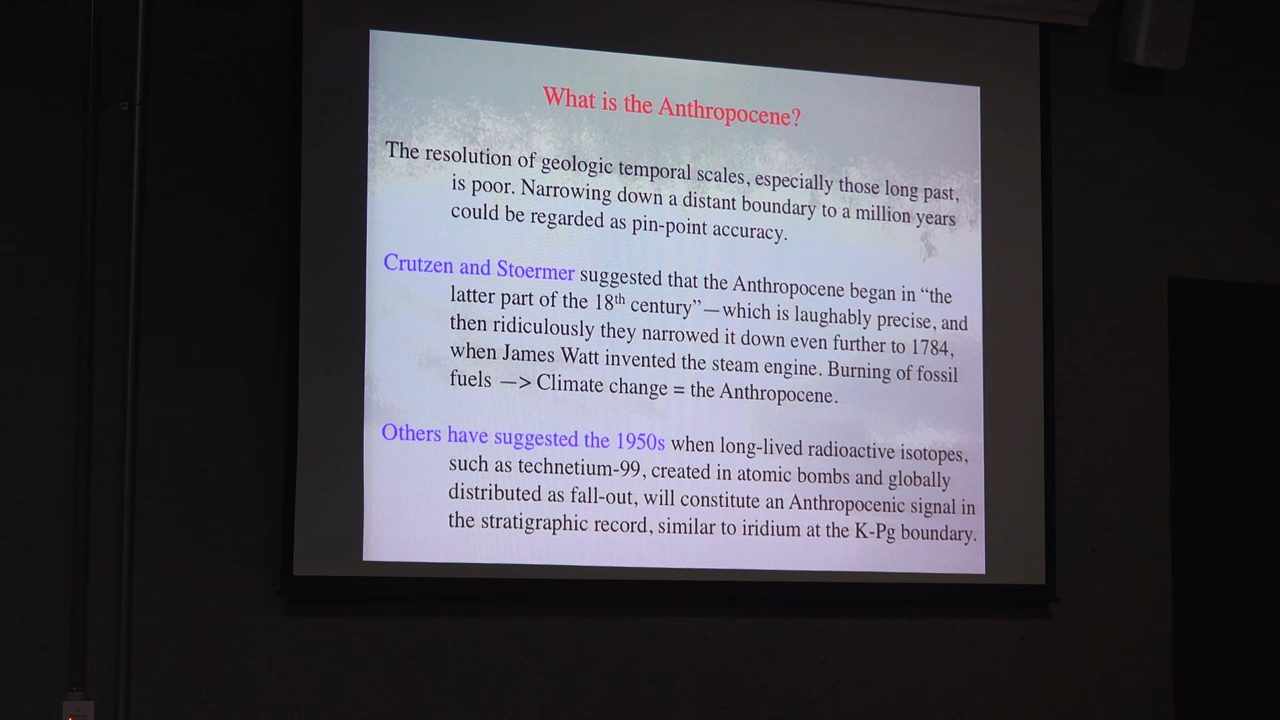 What is the Anthropocene?
The resolution of geologic temporal scales, especially those long past,
is poor. Narrowing down a distant boundary to a million years
could be regarded as pin-point accuracy.
Crutzen and Stoermer suggested that the Anthropocene began in “the
latter part of the 18th century”—which is laughably precise, and
then ridiculously they narrowed it down even further to 1784,
when James Watt invented the steam engine. Burning of fossil
fuels —> Climate change = the Anthropocene.
Others have suggested the 1950s when long-lived radioactive isotopes,
such as technetium-99, created in atomic bombs and globally
distributed as fall-out, will constitute an Anthropocenic signal in
the stratigraphic record, similar to iridium at the K-Pg boundary.